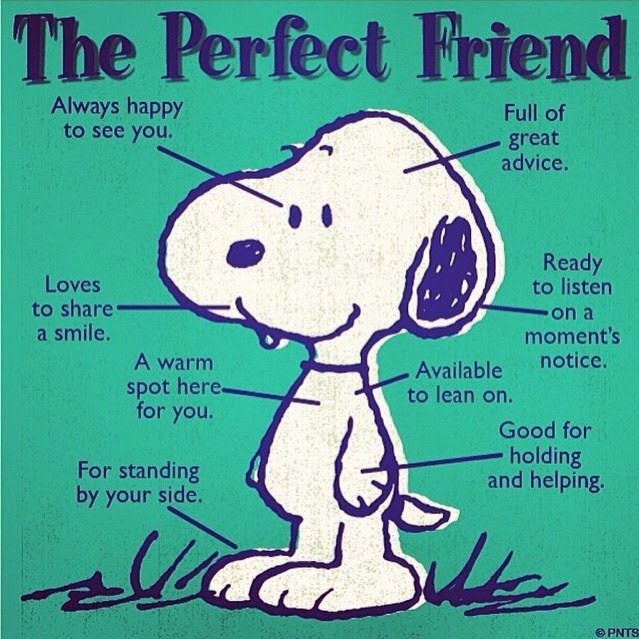 The Perfect Friend
Always happy
to see you.
Full of
great
advice.
Loves
to share
a smile.
Ready
to listen
on a
moment's
notice.
A warm
spot here
for you.
Available
to lean on.
Good for
holding
and helping.
For standing
by your side.
© PNTS